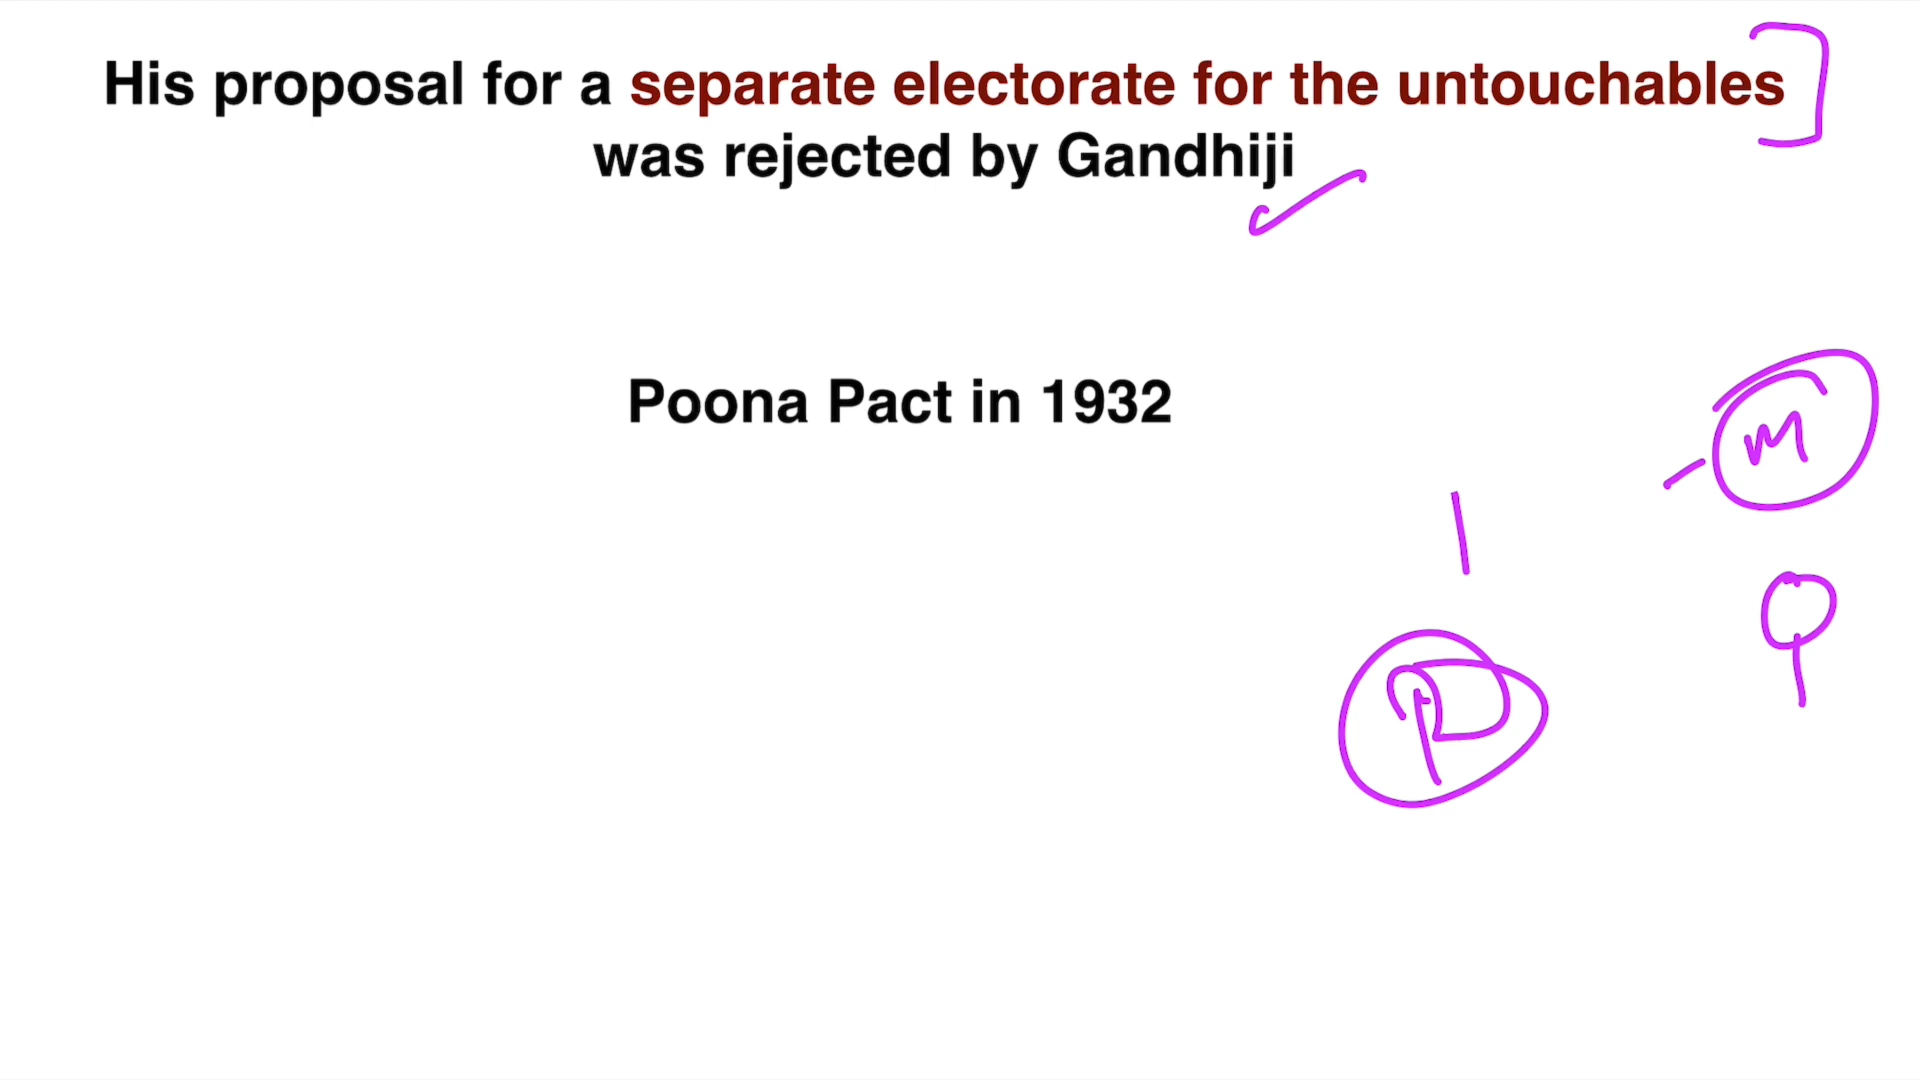 His proposal for a separate electorate for the untouchables
was rejected by Gandhiji
Poona Pact in 1932
M
P